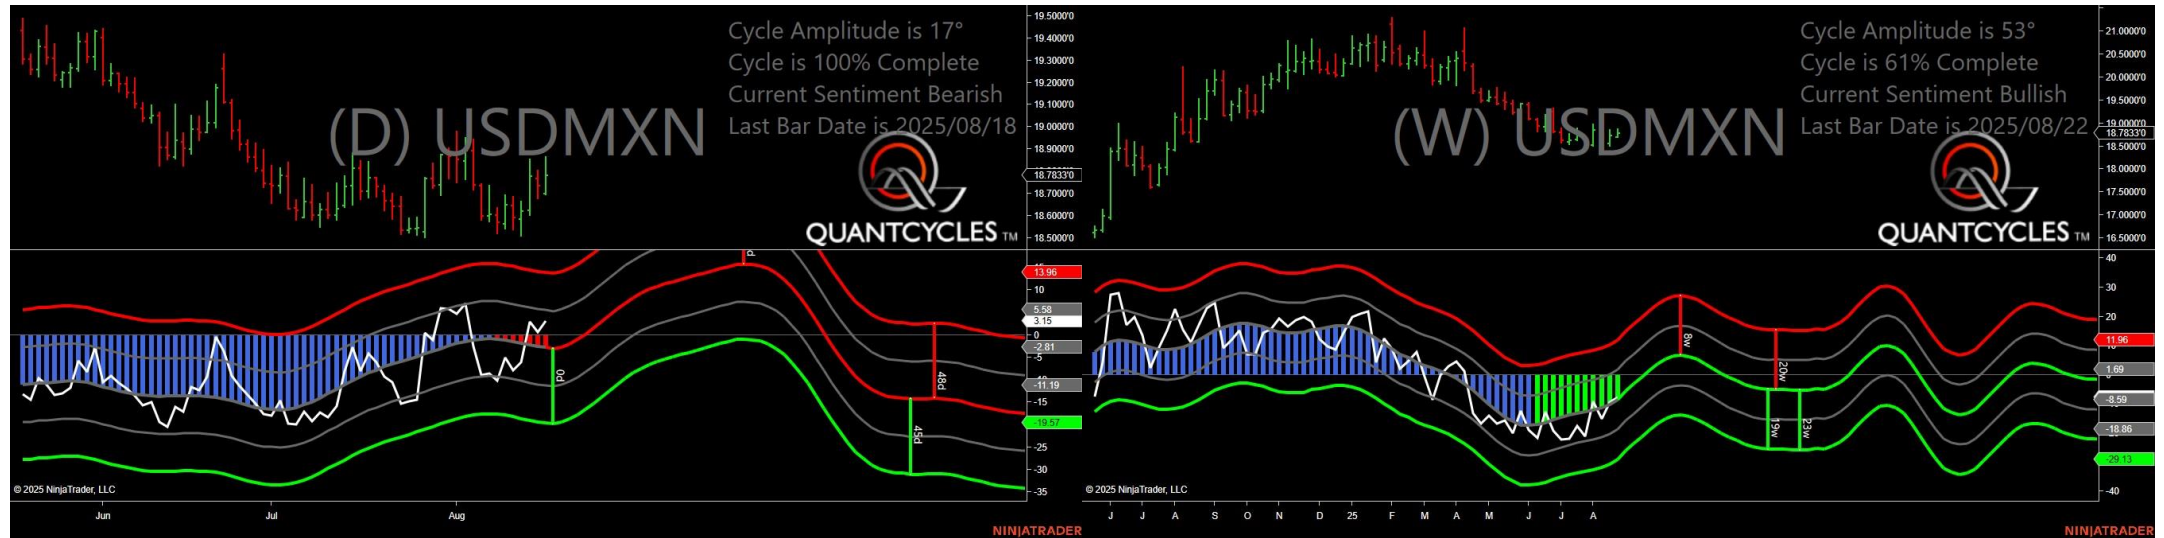 Cycle Amplitude is 17°
Cycle is 100% Complete
Current Sentiment Bearish
Last Bar Date is 2025/08/18
(D) USDMXN
QUANTCYCLES TM
19.5000'0
19.4000'0
19.3000'0
19.2000'0
19.1000'0
19.0000'0
18.9000'0
18.7833'0
18.7000'0
18.6000'0
18.5000'0
13.96
10
5.58
3.15
0
-2.81
-5
-11.19
-15
-19.57
-25
-30
-35
d
0d
48d
45d
© 2025 NinjaTrader, LLC
Jun
Jul
Aug
NINJATRADER
Cycle Amplitude is 53°
Cycle is 61% Complete
Current Sentiment Bullish
Last Bar Date is 2025/08/22
(W) USDMXN
QUANTCYCLES TM
21.0000'0
20.5000'0
20.0000'0
19.5000'0
19.0000'0
18.7833'0
18.5000'0
18.0000'0
17.5000'0
17.0000'0
16.5000'0
40
30
20
11.96
1.69
-8.59
-18.86
-29.13
-40
8w
20w
19w
23w
© 2025 NinjaTrader, LLC
J J A S O N D 25 F M A M J J A
NINJATRADER